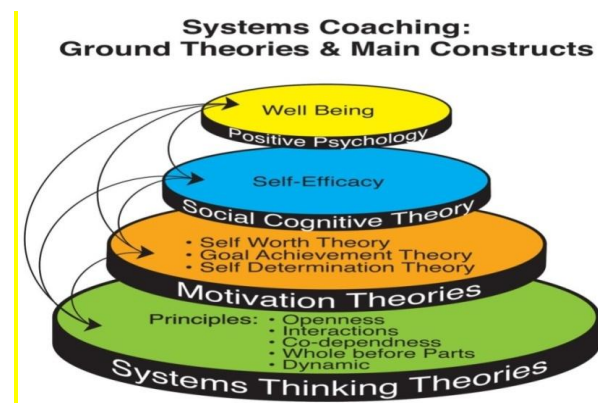 Systems Coaching:
Ground Theories & Main Constructs
Well Being
Positive Psychology
Self-Efficacy
Social Cognitive Theory
• Self Worth Theory
• Goal Achievement Theory
• Self Determination Theory
Motivation Theories
Principles: • Openness
• Interactions
• Co-dependness
• Whole before Parts
• Dynamic
Systems Thinking Theories